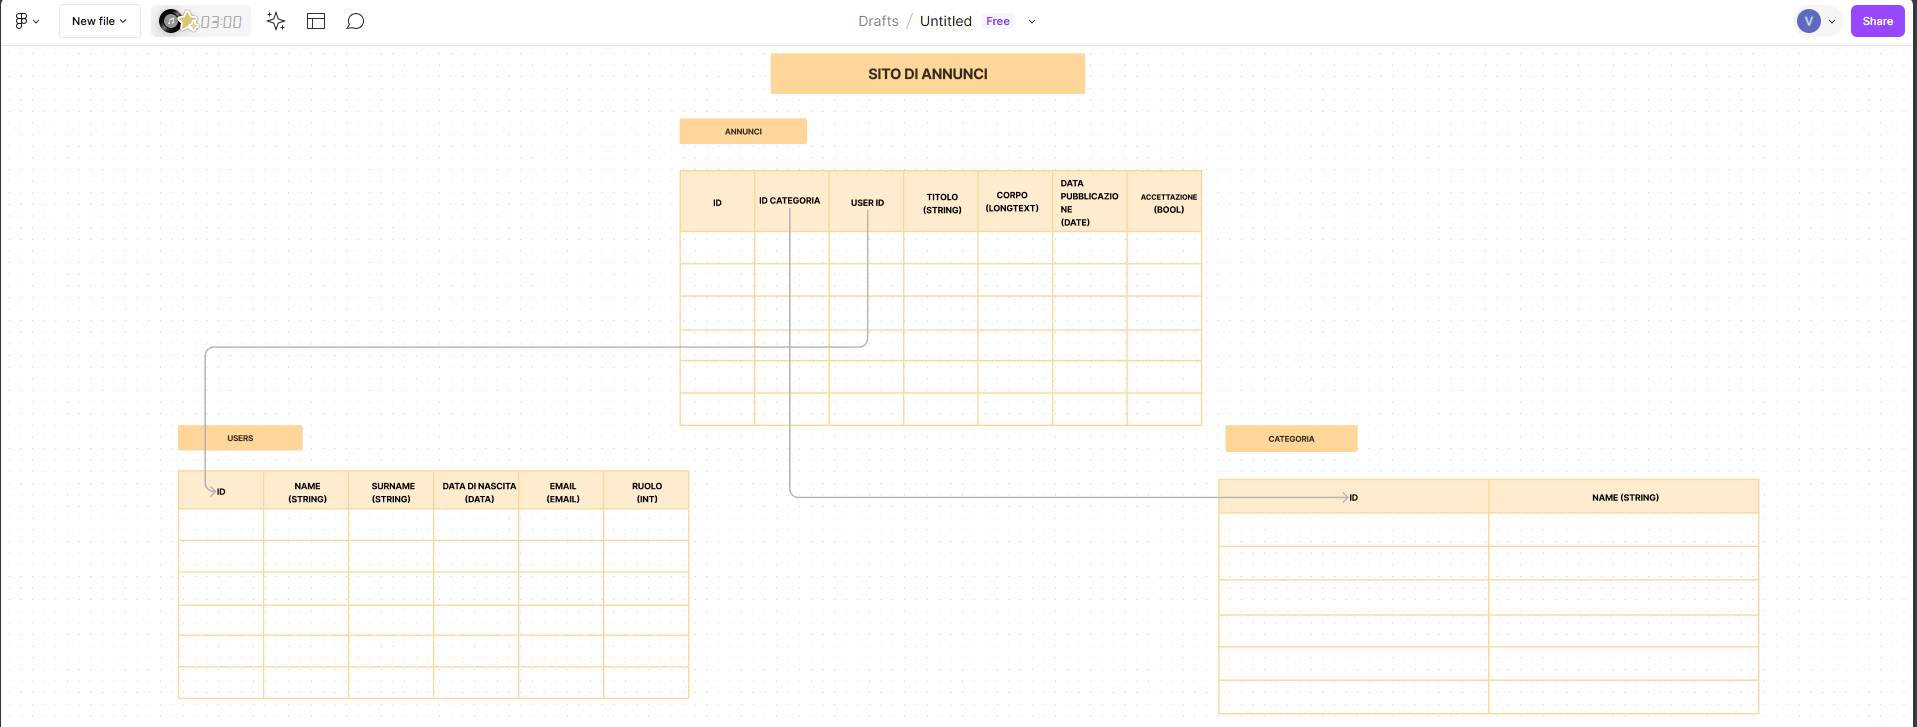 New file
03:00
Drafts / Untitled Free
V
Share
SITO DI ANNUNCI
ANNUNCI
ID
ID CATEGORIA
USER ID
TITOLO
(STRING)
CORPO
(LONGTEXT)
DATA
PUBBLICAZIO
NE
(DATE)
ACCETTAZIONE
(BOOL)
USERS
ID
NAME
(STRING)
SURNAME
(STRING)
DATA DI NASCITA
(DATA)
EMAIL
(EMAIL)
RUOLO
(INT)
CATEGORIA
ID
NAME (STRING)